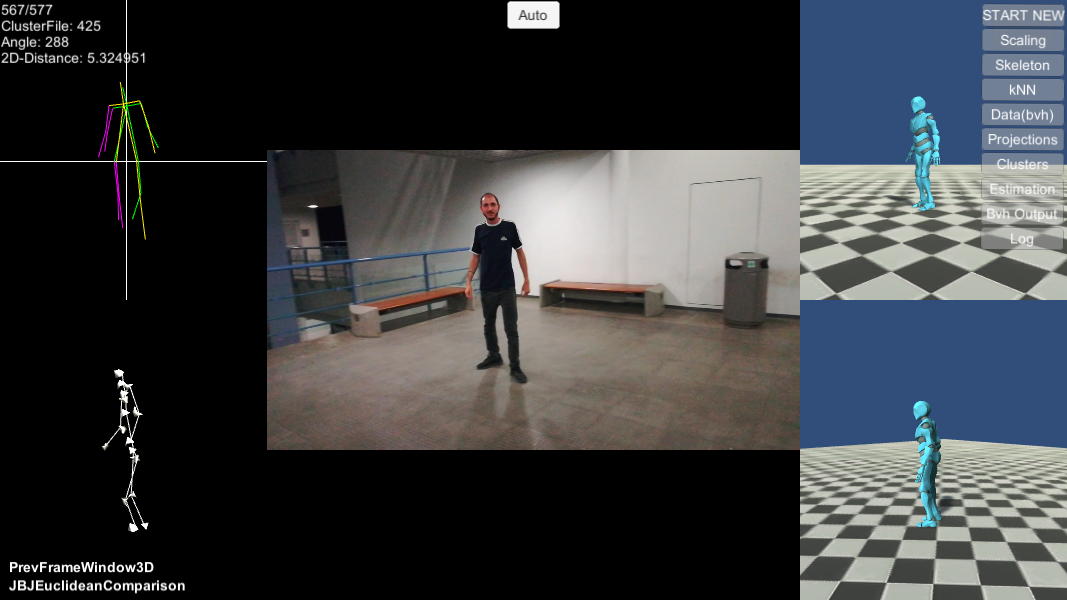 567/577
ClusterFile: 425
Angle: 288
2D-Distance: 5.324951
Auto
START NEW
Scaling
Skeleton
kNN
Data(bvh)
Projections
Clusters
Estimation
Bvh Output
Log
PrevFrameWindow3D
JBJEuclideanComparison